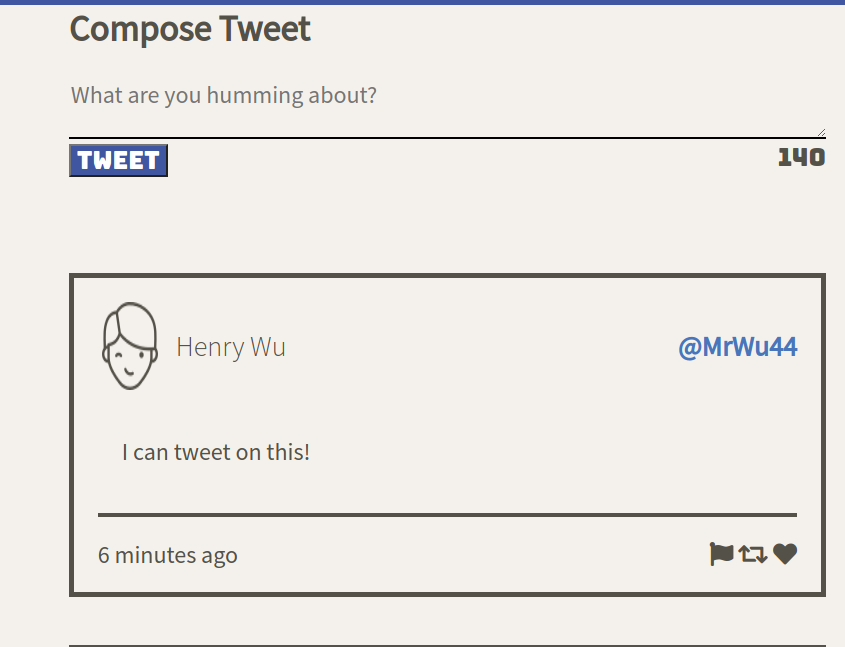 Compose Tweet
What are you humming about?
TWEET
140
Henry Wu
@MrWu44
I can tweet on this!
6 minutes ago